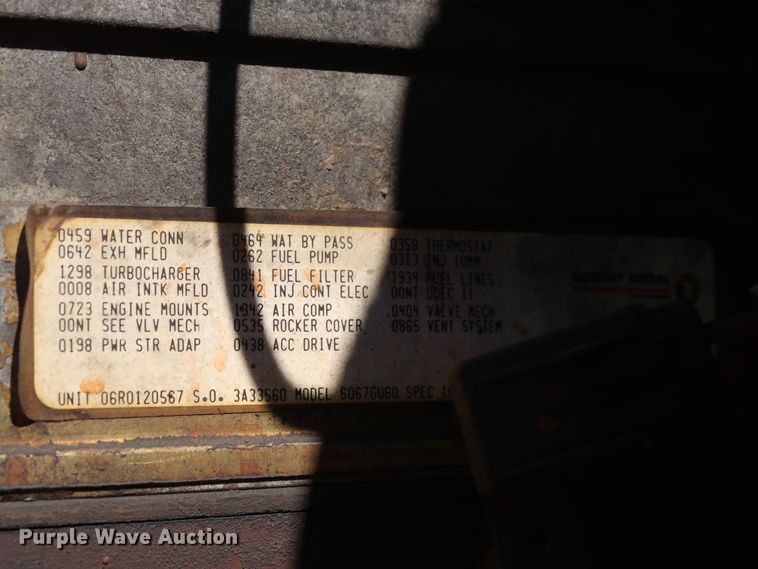 0459 WATER CONN 0464 WAT BY PASS 0358 THERMOSTAT
0642 EXH MFLD 0262 FUEL PUMP 0313 INJ IOMM
1298 TURBOCHARGER 0841 FUEL FILTER 1934 FUEL LINES
0008 AIR INTK MFLD 0242 INJ CONT ELEC 00NT DDEC II
0723 ENGINE MOUNTS 1942 AIR COMP 0404 VALVE MECH
00NT SEE VLV MECH 0535 ROCKER COVER 0865 VENT SYSTEM
0198 PWR STR ADAP 0438 ACC DRIVE
DETROIT DIESEL
UNIT 06R0120567 S.O. 3A33560 MODEL 6067GU60 SPEC
Purple Wave Auction